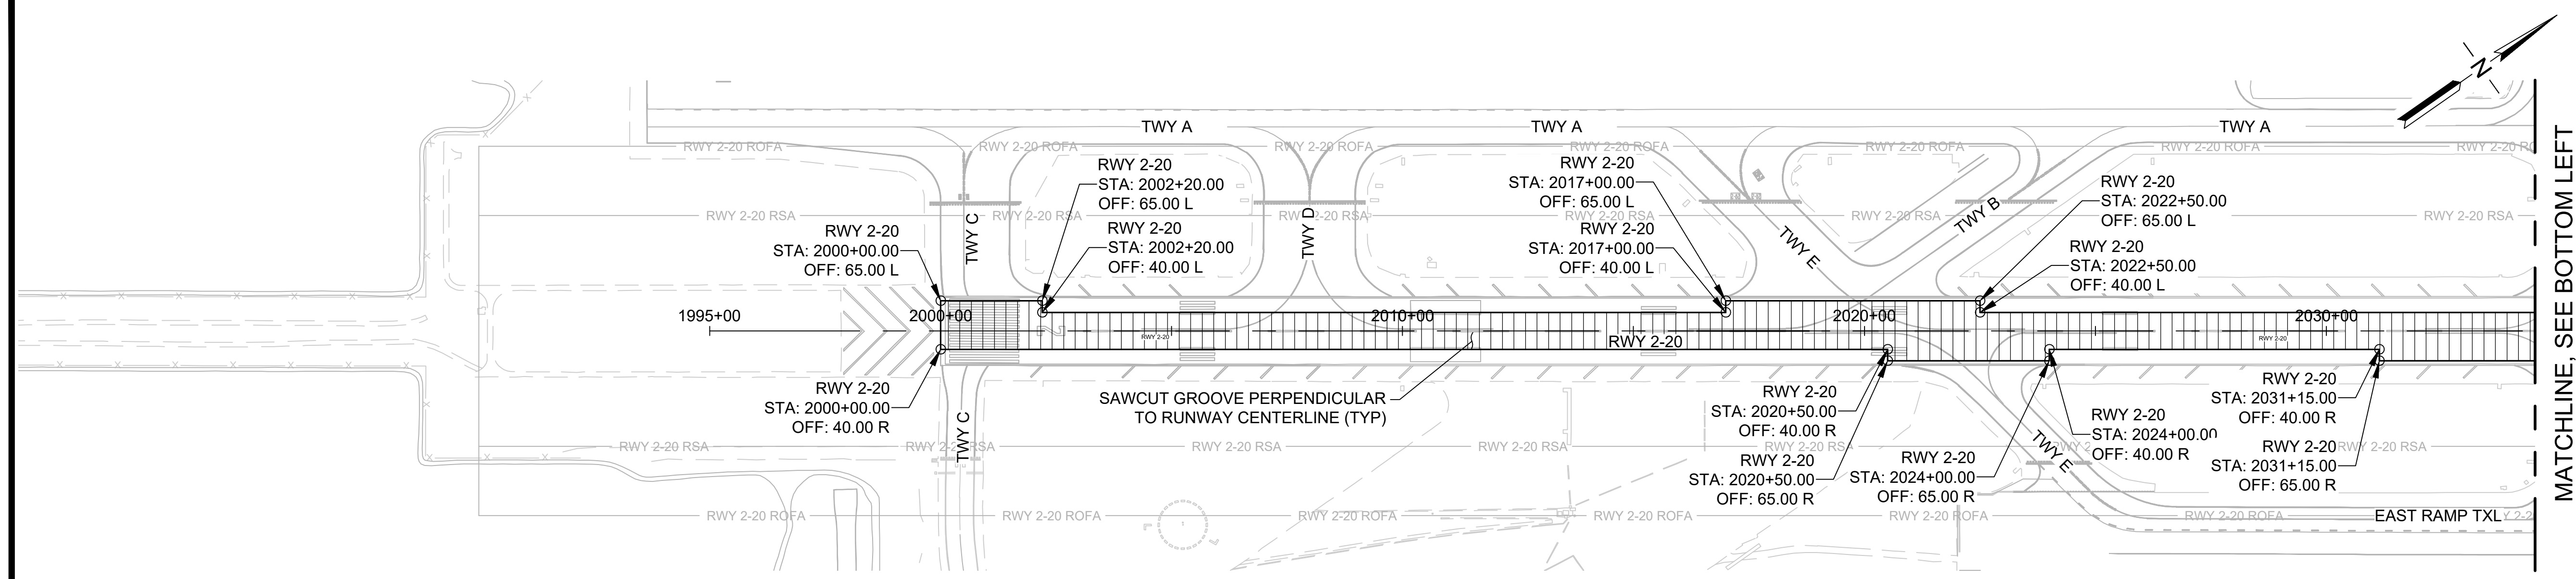 N
TWY A
TWY A
TWY A
RWY 2-20 ROFA
RWY 2-20 ROFA
RWY 2-20 ROFA
RWY 2-20 ROFA
RWY 2-20 ROFA
RWY 2-20 ROFA
RWY 2-20
STA: 2002+20.00
OFF: 65.00 L
RWY 2-20
STA: 2017+00.00
OFF: 65.00 L
RWY 2-20
STA: 2022+50.00
OFF: 65.00 L
RWY 2-20 RSA
RWY 2-20 RSA
RWY 2-20 RSA
RWY 2-20 RSA
RWY 2-20 RSA
RWY 2-20 RSA
TWY C
TWY D
TWY E
TWY B
RWY 2-20
STA: 2000+00.00
OFF: 65.00 L
RWY 2-20
STA: 2002+20.00
OFF: 40.00 L
RWY 2-20
STA: 2017+00.00
OFF: 40.00 L
RWY 2-20
STA: 2022+50.00
OFF: 40.00 L
1995+00
2000+00
2010+00
2020+00
2030+00
RWY 2-20
RWY 2-20
RWY 2-20
RWY 2-20
STA: 2000+00.00
OFF: 40.00 R
SAWCUT GROOVE PERPENDICULAR
TO RUNWAY CENTERLINE (TYP)
RWY 2-20
STA: 2020+50.00
OFF: 40.00 R
RWY 2-20
STA: 2024+00.00
OFF: 40.00 R
RWY 2-20
STA: 2031+15.00
OFF: 40.00 R
TWY C
TWY E
RWY 2-20 RSA
RWY 2-20 RSA
RWY 2-20 RSA
RWY 2-20 RSA
RWY 2-20 RSA
RWY 2-20 RSA
RWY 2-20
STA: 2020+50.00
OFF: 65.00 R
RWY 2-20
STA: 2024+00.00
OFF: 65.00 R
RWY 2-20
STA: 2031+15.00
OFF: 65.00 R
RWY 2-20 ROFA
RWY 2-20 ROFA
RWY 2-20 ROFA
RWY 2-20 ROFA
RWY 2-20 ROFA
RWY 2-20 ROFA
EAST RAMP TXL
MATCHLINE, SEE BOTTOM LEFT